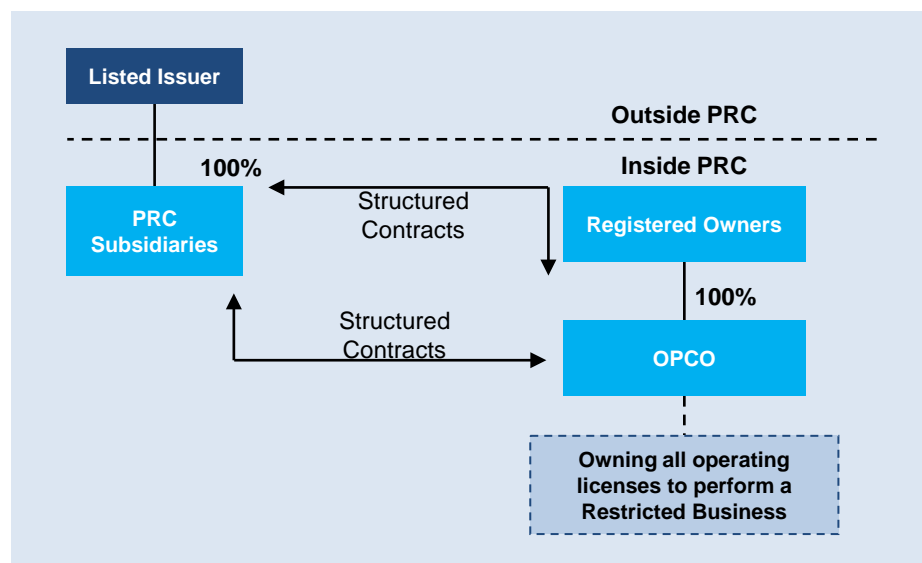 Listed Issuer
Outside PRC
100%
Inside PRC
PRC
Subsidiaries
Structured
Contracts
Registered Owners
100%
Structured
Contracts
OPCO
Owning all operating
licenses to perform a
Restricted Business